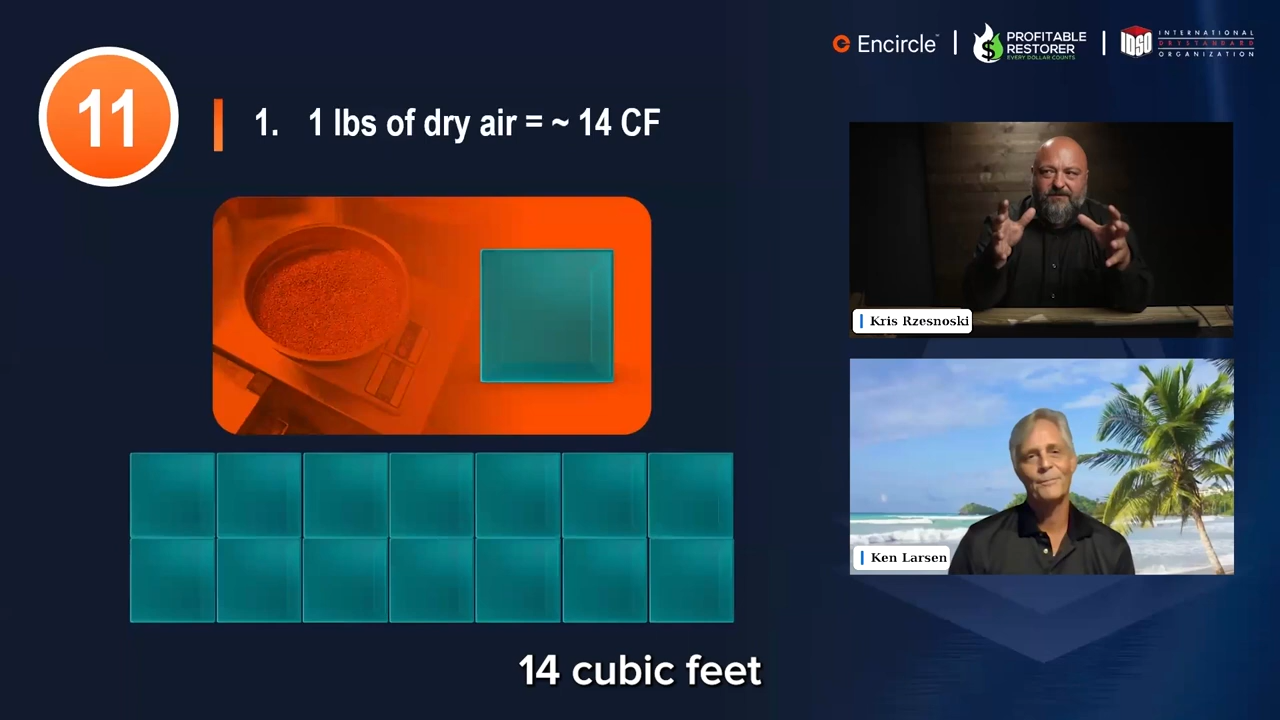 Encircle
PROFITABLE
RESTORER
EVERY DOLLAR COUNTS
IDSO
INTERNATIONAL
DRYSTANDARD
ORGANIZATION
11
1. 1 lbs of dry air = ~ 14 CF
Kris Rzesnoski
Ken Larsen
14 cubic feet